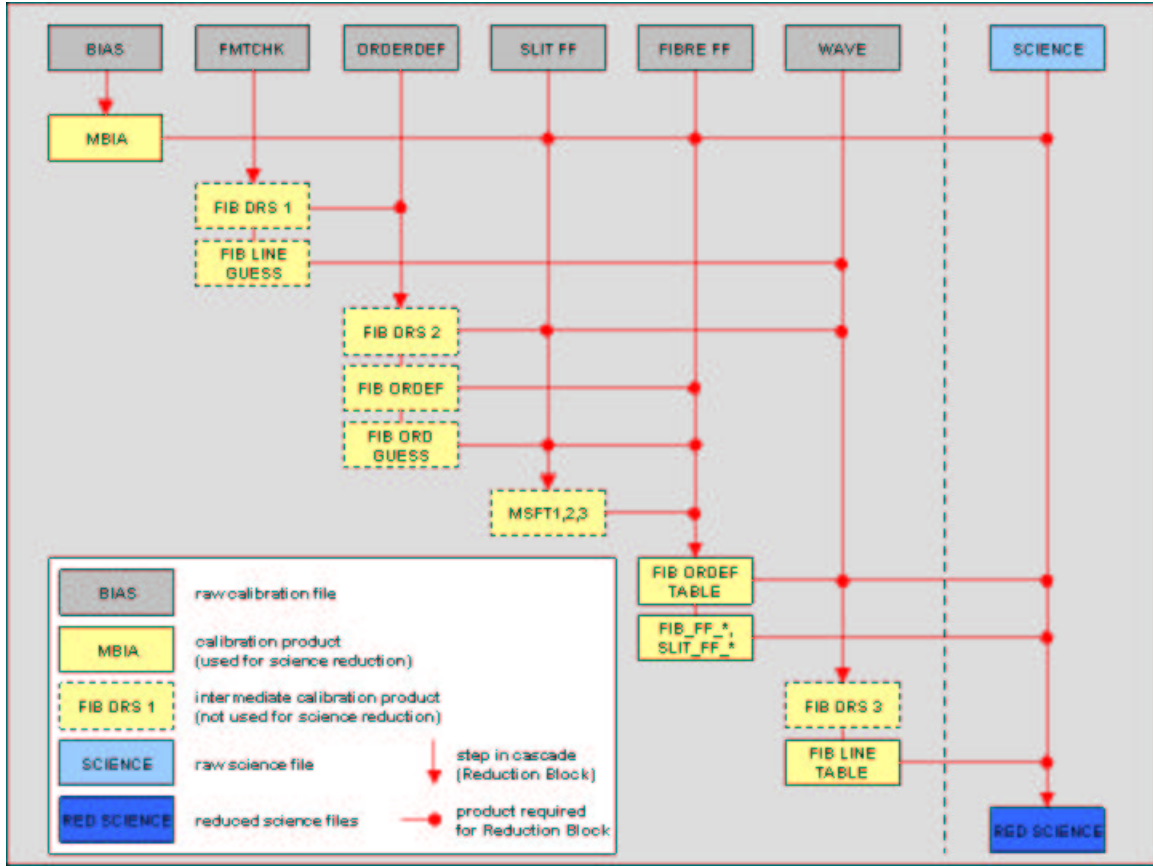 BIAS
FMTCHK
ORDERDEF
SLIT FF
FIBRE FF
WAVE
SCIENCE
MBIA
FIB DRS 1
FIB LINE
GUESS
FIB DRS 2
FIB ORDEF
FIB ORD
GUESS
MSFT1,2,3
FIB ORDEF
TABLE
FIB_FF_*,
SLIT_FF_*
FIB DRS 3
FIB LINE
TABLE
RED SCIENCE
BIAS
raw calibration file
MBIA
calibration product
(used for science reduction)
FIB DRS 1
intermediate calibration product
(not used for science reduction)
SCIENCE
raw science file
step in cascade
(Reduction Block)
RED SCIENCE
reduced science files
product required
for Reduction Block